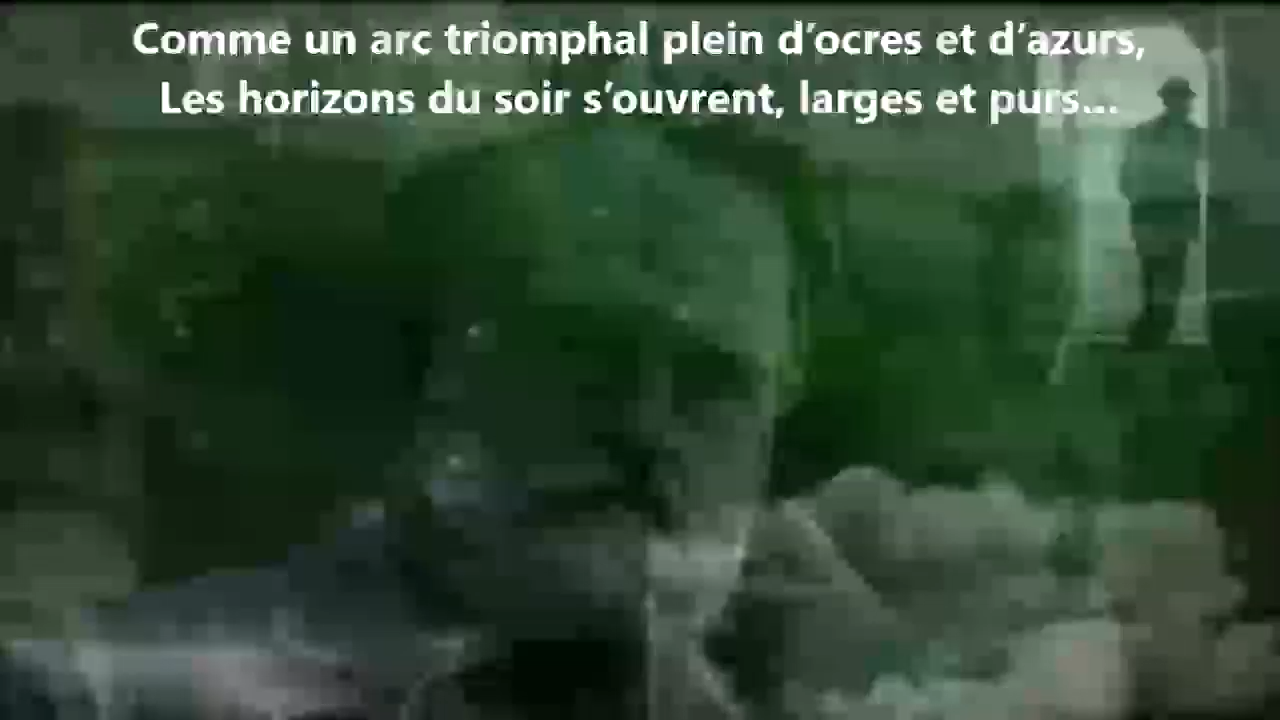 Comme un arc triomphal plein d’ocres et d’azurs,
Les horizons du soir s’ouvrent, larges et purs...